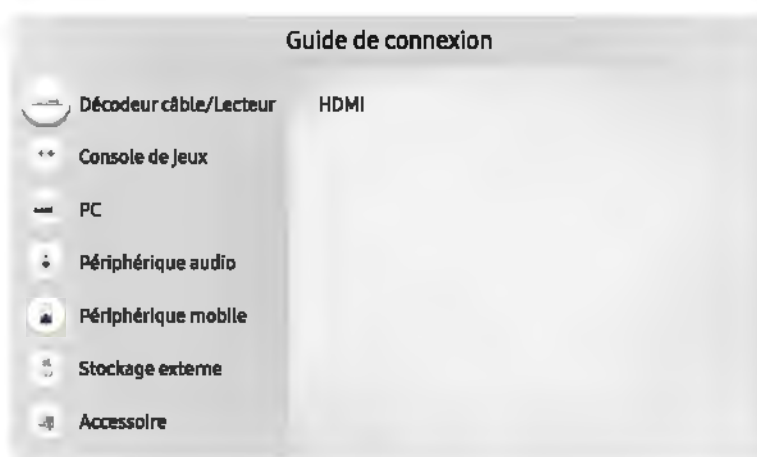 Guide de connexion
Décodeur câble/Lecteur
HDMI
Console de jeux
PC
Périphérique audio
Périphérique mobile
Stockage externe
Accessoire